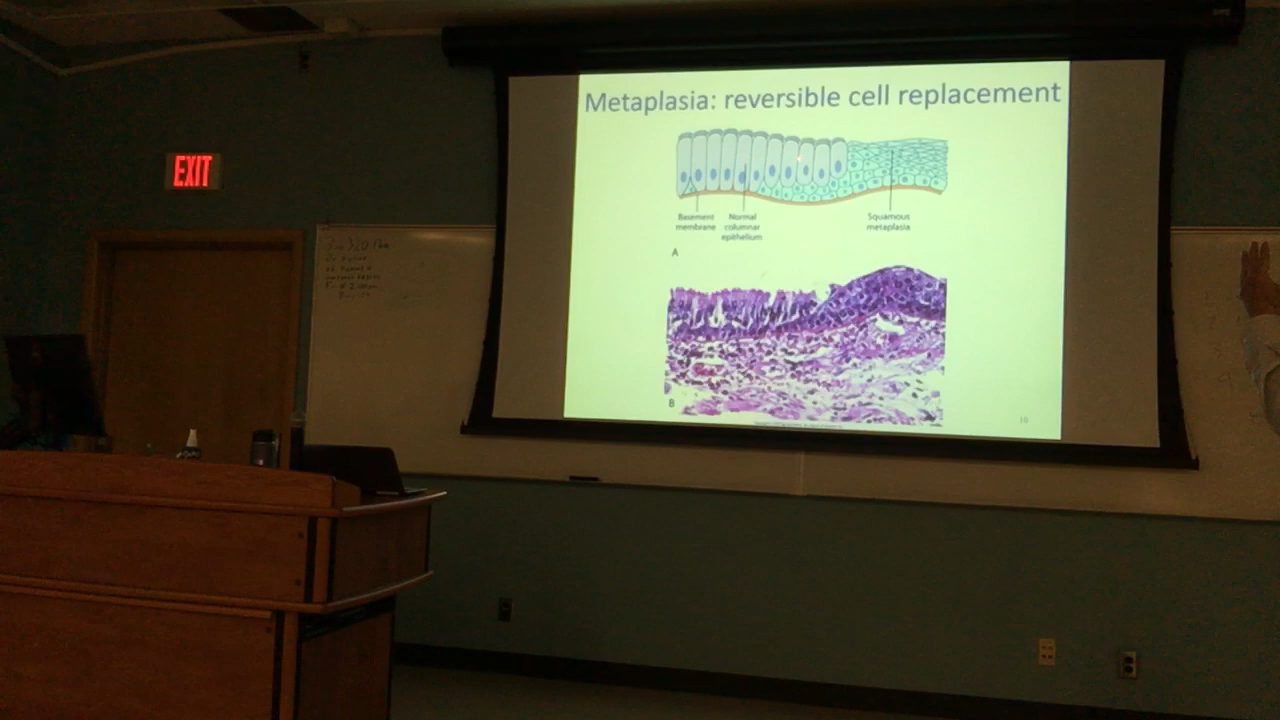 Metaplasia: reversible cell replacement
EXIT
Basement
membrane
Normal
columnar
epithelium
Squamous
metaplasia
A
B
10